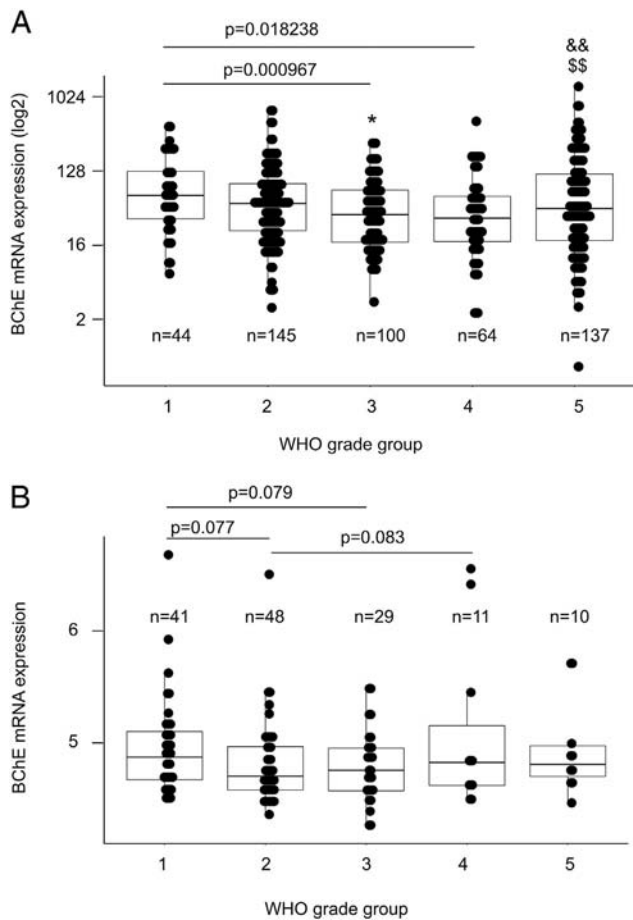 A
p=0.018238
p=0.000967
&&
$$
*
1024
128
16
2
BChE mRNA expression (log2)
n=44 n=145 n=100 n=64 n=137
1 2 3 4 5
WHO grade group
B
p=0.079
p=0.077
p=0.083
n=41 n=48 n=29 n=11 n=10
6
5
BChE mRNA expression
1 2 3 4 5
WHO grade group